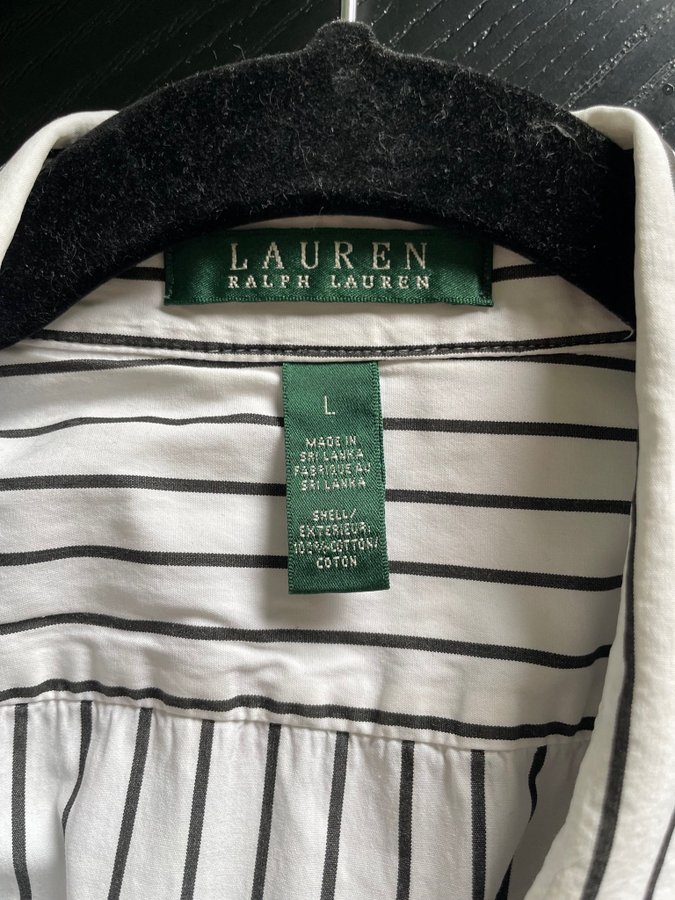 LAUREN
RALPH LAUREN
L
MADE IN
SRI LANKA
FABRIQUE AU
SRI LANKA
SHELL/
EXTERIEUR:
100% COTTON/
COTON